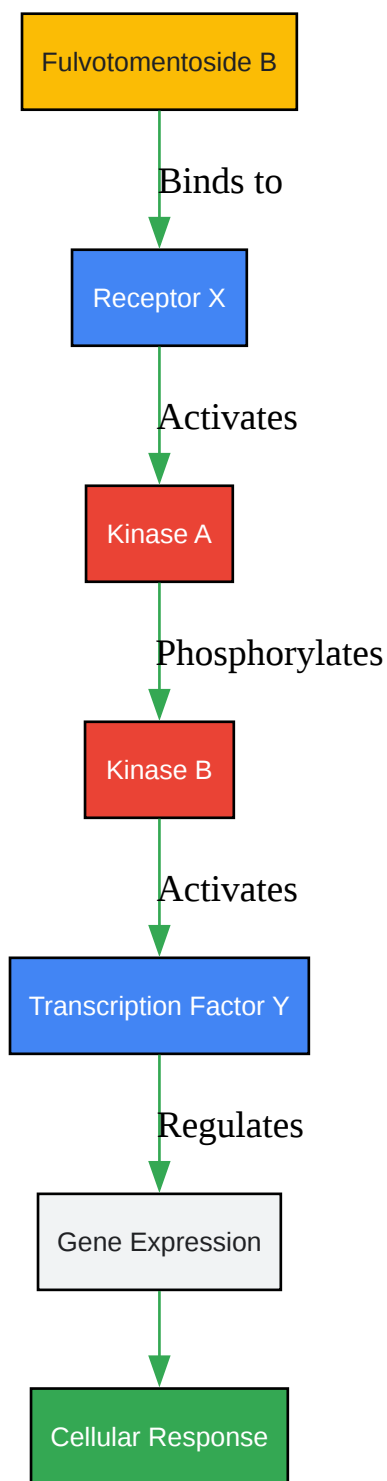 Fulvotomentoside B
Binds to
Receptor X
Activates
Kinase A
Phosphorylates
Kinase B
Activates
Transcription Factor Y
Regulates
Gene Expression
Cellular Response